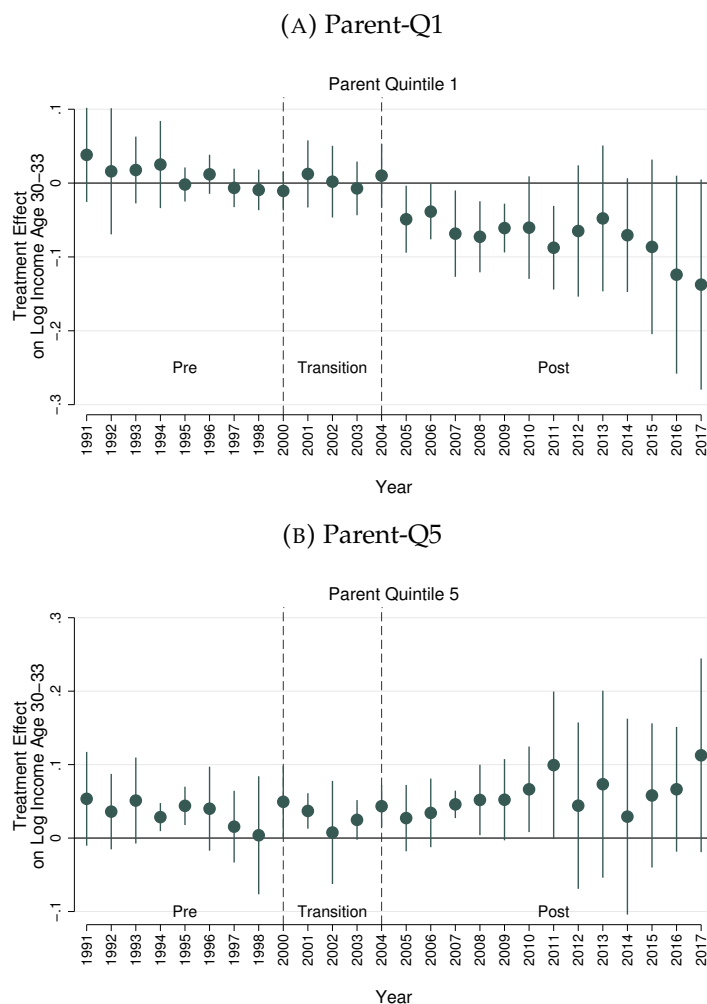 (A) Parent-Q1
Parent Quintile 1
Treatment Effect
on Log Income Age 30−33
.1
0
-.1
-.2
-.3
Pre
Transition
Post
1991 1992 1993 1994 1995 1996 1997 1998 2000 2001 2002 2003 2004 2005 2006 2007 2008 2009 2010 2011 2012 2013 2014 2015 2016 2017
Year
(B) Parent-Q5
Parent Quintile 5
Treatment Effect
on Log Income Age 30−33
.3
.2
.1
0
-.1
Pre
Transition
Post
1991 1992 1993 1994 1995 1996 1997 1998 2000 2001 2002 2003 2004 2005 2006 2007 2008 2009 2010 2011 2012 2013 2014 2015 2016 2017
Year